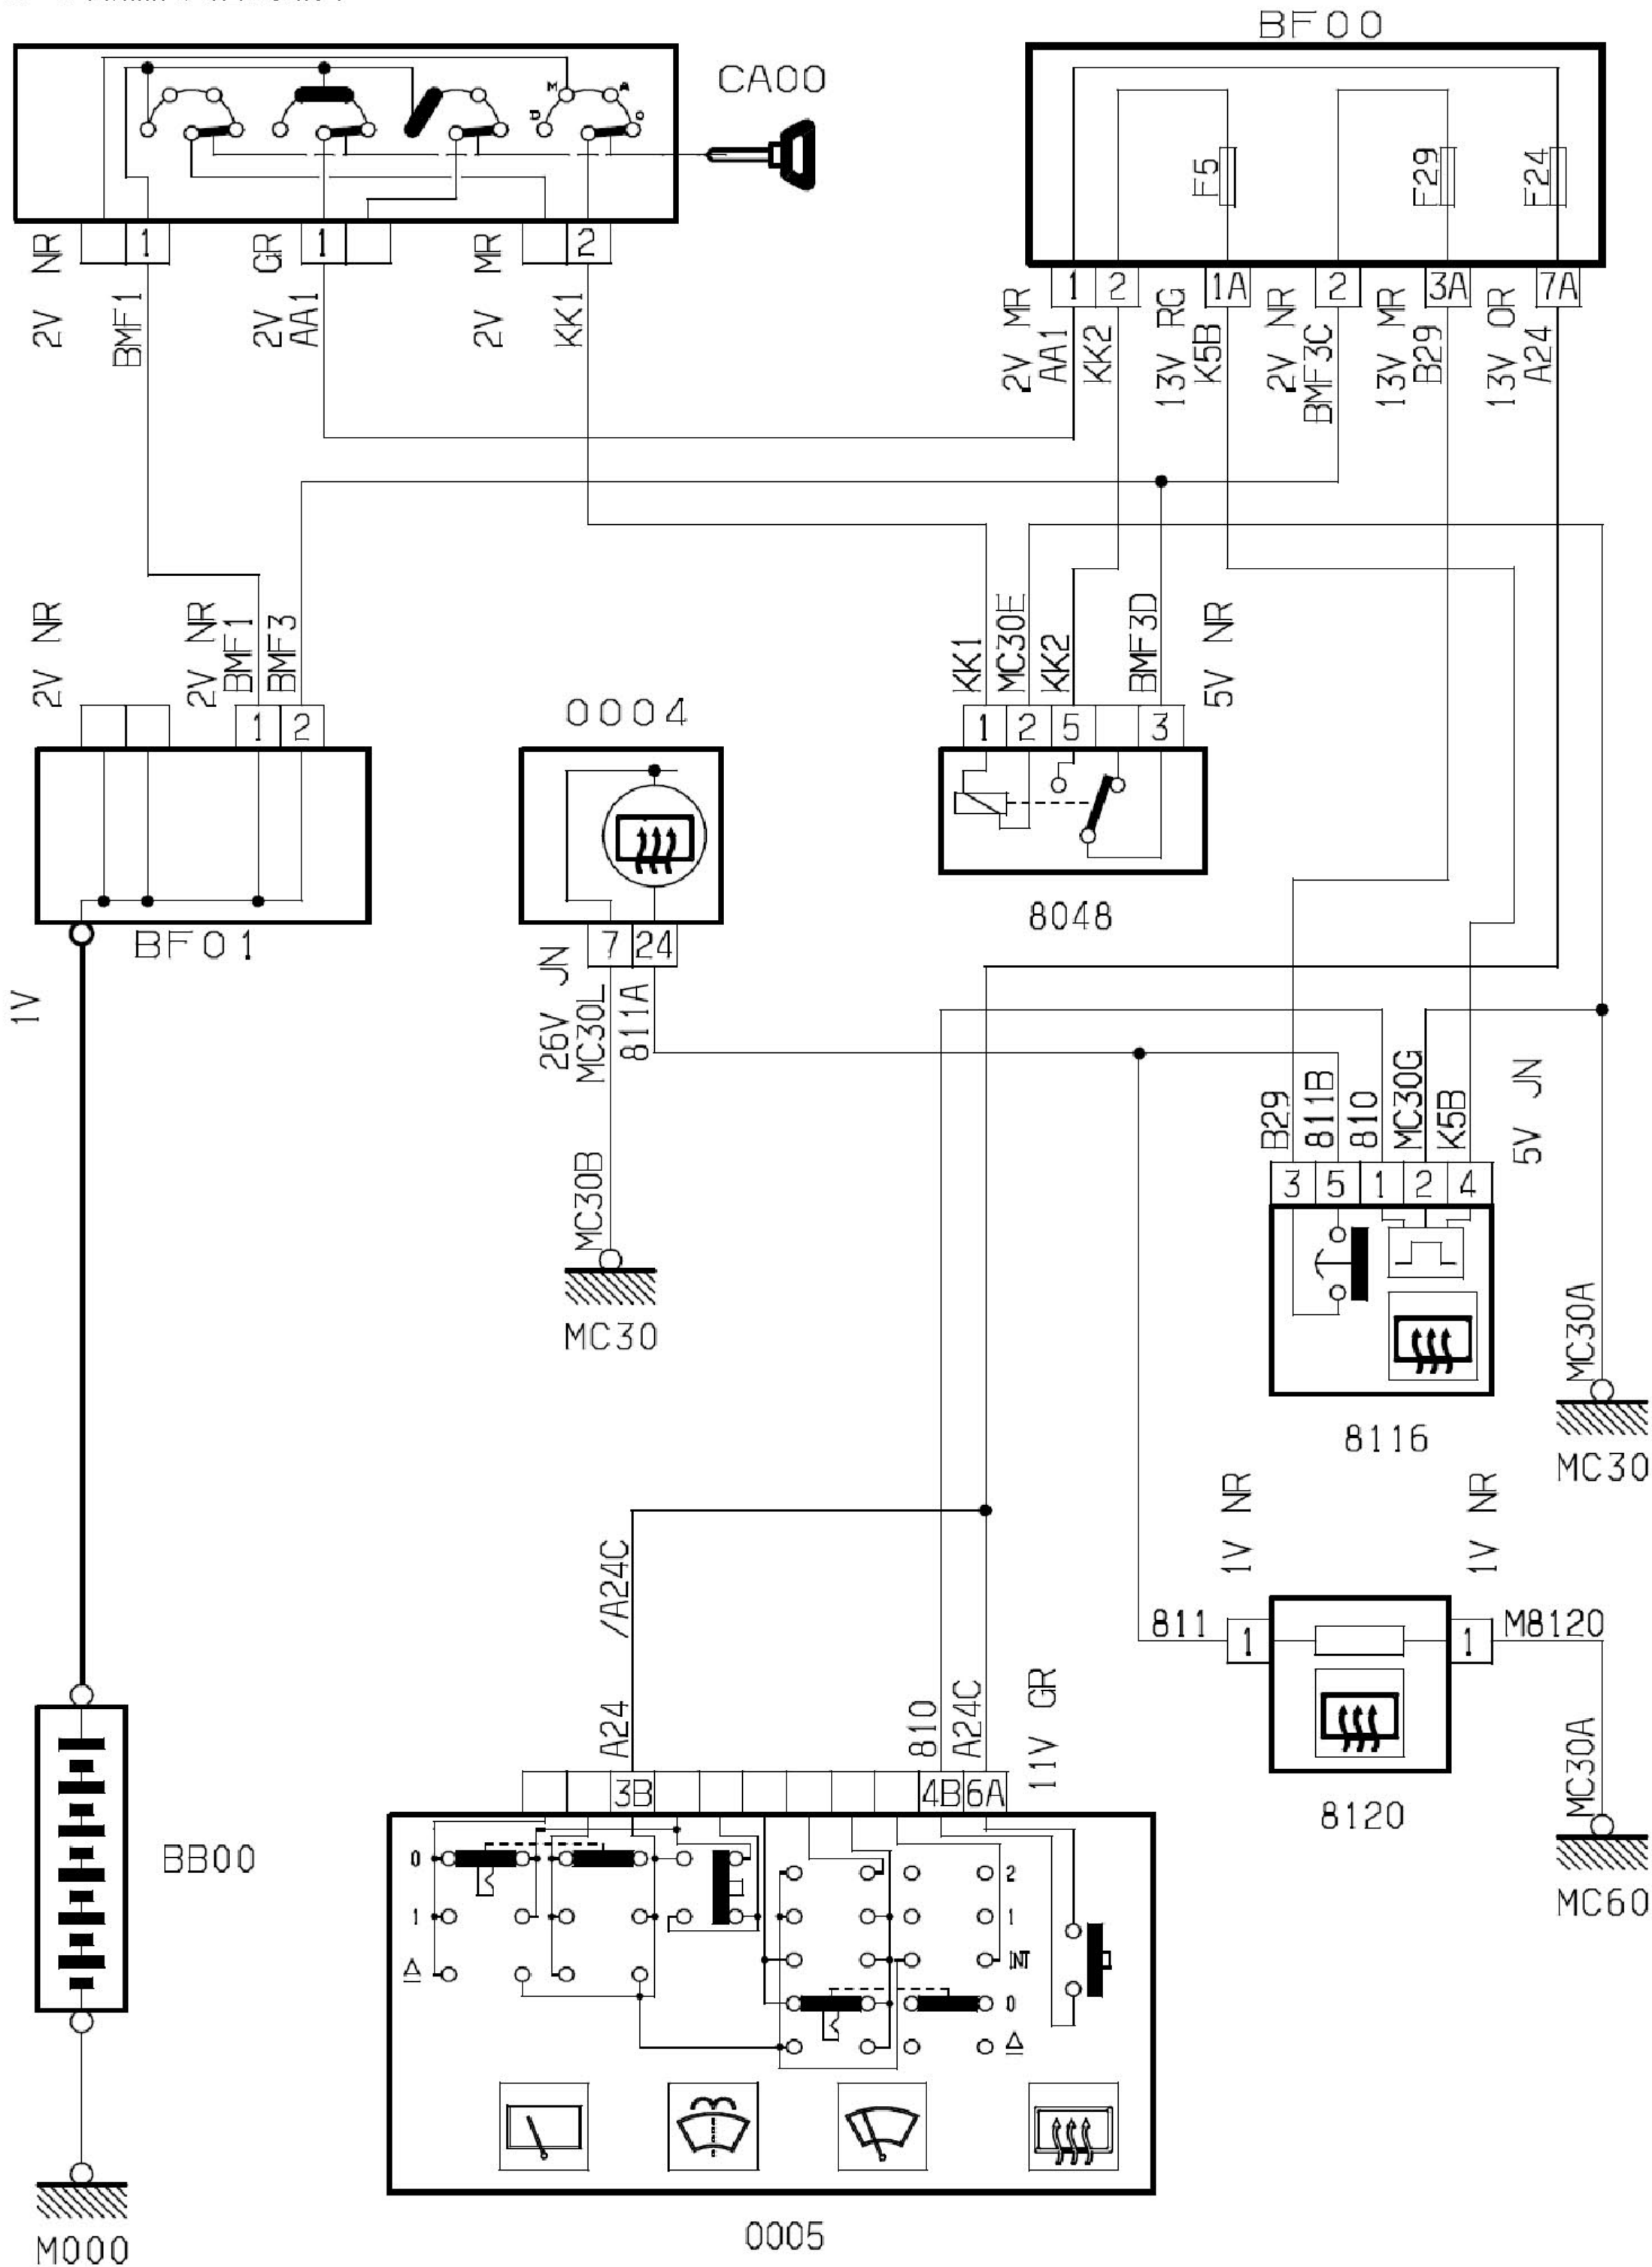 BF00
CA00
M A
D C
F5
F29
F24
1 1 2
2V NR
BMF1
2V GR
AA1
2V MR
KK1
1 2 1A 2 3A 7A
2V MR
AA1
KK2
13V RG
K5B
2V NR
BMF3C
13V MR
B29
13V OR
A24
2V NR
2V NR
BMF1
BMF3
1 2
BF01
1V
0004
7 24
26V JN
MC30L
811A
MC30B
MC30
KK1
MC30E
KK2
BMF3D
5V NR
1 2 5 3
8048
B29
811B
810
MC30G
K5B
5V JN
3 5 1 2 4
8116
MC30A
MC30
1V NR
1V NR
811 1 1 M8120
8120
MC30A
MC60
/A24C
A24
810
A24C
11V GR
3B 4B 6A
0 2
1 1
INT
0
0005
BB00
M000